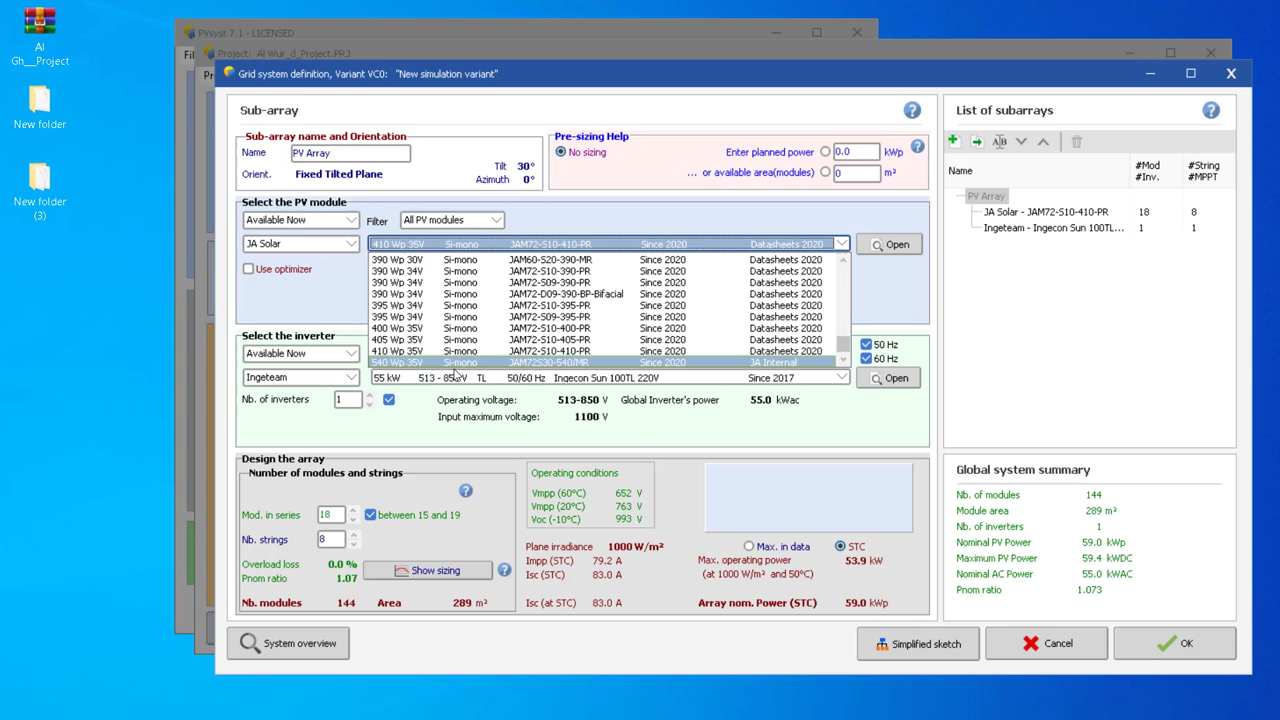 Al
Gh__Project
New folder
New folder
(3)
PVsyst 7.1 - LICENSED
Fil
Project: Al Wur_d_Project.PRJ
Pr
Grid system definition, Variant VC0: "New simulation variant"
Sub-array
Sub-array name and Orientation
Name PV Array
Orient. Fixed Tilted Plane
Tilt 30°
Azimuth 0°
Pre-sizing Help
No sizing
Enter planned power 0.0 kWp
... or available area(modules) 0 m²
Select the PV module
Available Now Filter All PV modules
JA Solar 410 Wp 35V Si-mono JAM72-S10-410-PR Since 2020 Datasheets 2020 Open
Use optimizer
390 Wp 30V Si-mono JAM60-S20-390-MR Since 2020 Datasheets 2020
390 Wp 34V Si-mono JAM72-S10-390-PR Since 2020 Datasheets 2020
390 Wp 34V Si-mono JAM72-S09-390-PR Since 2020 Datasheets 2020
390 Wp 34V Si-mono JAM72-D09-390-BP-Bifacial Since 2020 Datasheets 2020
395 Wp 34V Si-mono JAM72-S10-395-PR Since 2020 Datasheets 2020
395 Wp 34V Si-mono JAM72-S09-395-PR Since 2020 Datasheets 2020
400 Wp 35V Si-mono JAM72-S10-400-PR Since 2020 Datasheets 2020
405 Wp 35V Si-mono JAM72-S10-405-PR Since 2020 Datasheets 2020
410 Wp 35V Si-mono JAM72-S10-410-PR Since 2020 Datasheets 2020
540 Wp 35V Si-mono JAM72S30-540/MR Since 2020 JA Internal
Select the inverter
Available Now
50 Hz
60 Hz
Ingeteam 55 kW 513 - 850 V TL 50/60 Hz Ingecon Sun 100TL 220V Since 2017 Open
Nb. of inverters 1
Operating voltage: 513-850 V Global Inverter's power 55.0 kWac
Input maximum voltage: 1100 V
Design the array
Number of modules and strings
Mod. in series 18 between 15 and 19
Nb. strings 8
Overload loss 0.0 %
Pnom ratio 1.07
Show sizing
Nb. modules 144 Area 289 m²
Operating conditions
Vmpp (60°C) 652 V
Vmpp (20°C) 763 V
Voc (-10°C) 993 V
Plane irradiance 1000 W/m²
Impp (STC) 79.2 A
Isc (STC) 83.0 A
Isc (at STC) 83.0 A
Max. in data STC
Max. operating power 53.9 kW
(at 1000 W/m² and 50°C)
Array nom. Power (STC) 59.0 kWp
List of subarrays
Name #Mod #Inv. #String #MPPT
PV Array
JA Solar - JAM72-S10-410-PR 18 8
Ingeteam - Ingecon Sun 100TL... 1 1
Global system summary
Nb. of modules 144
Module area 289 m²
Nb. of inverters 1
Nominal PV Power 59.0 kWp
Maximum PV Power 59.4 kWDC
Nominal AC Power 55.0 kWAC
Pnom ratio 1.073
System overview
Simplified sketch
Cancel
OK